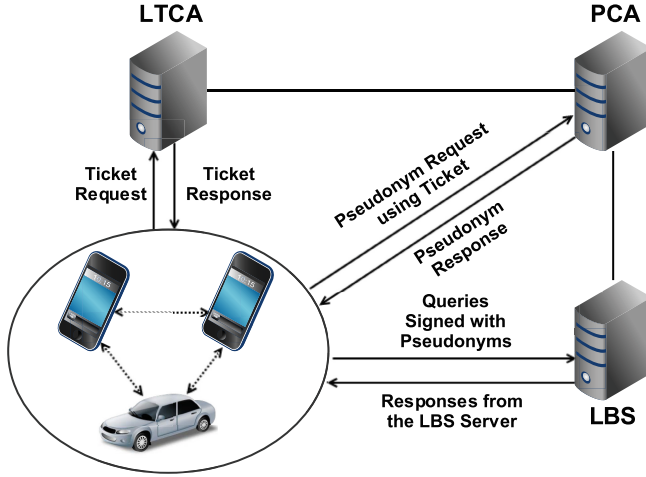 LTCA
PCA
Ticket
Request
Ticket
Response
Pseudonym Request
using Ticket
Pseudonym
Response
Queries
Signed with
Pseudonyms
Responses from
the LBS Server
LBS